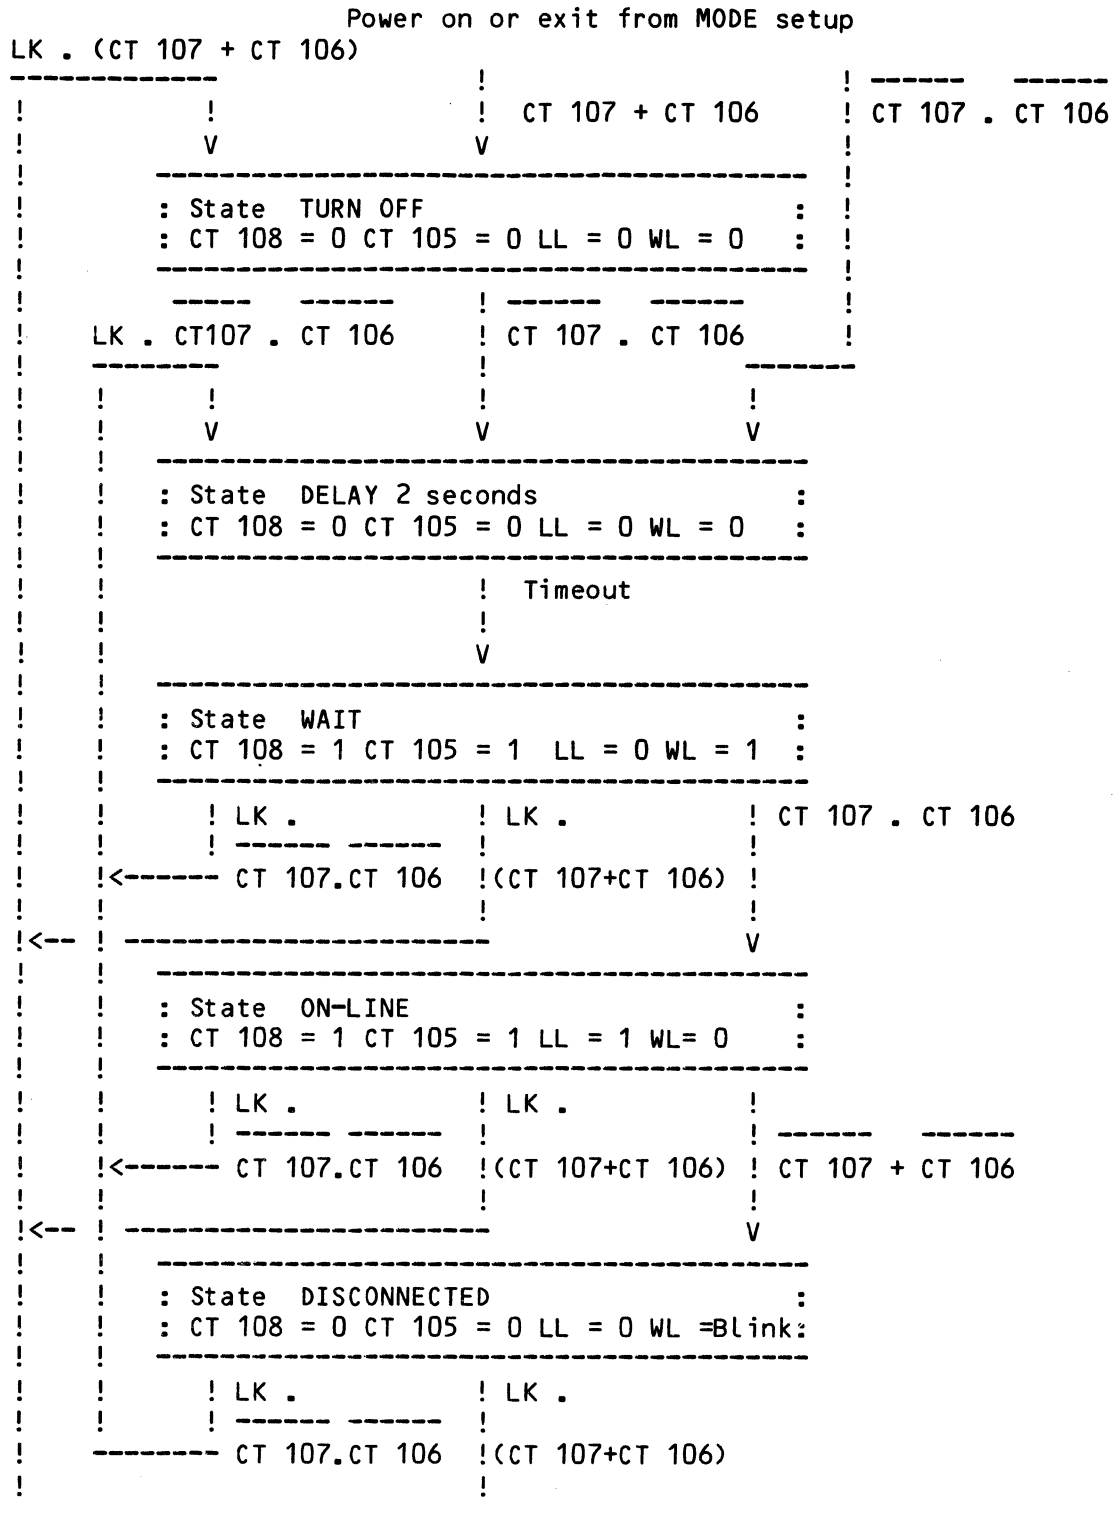 Power on or exit from MODE setup
LK . (CT 107 + CT 106)
CT 107 + CT 106
CT 107 . CT 106
: State TURN OFF :
: CT 108 = 0 CT 105 = 0 LL = 0 WL = 0 :
LK . CT107 . CT 106
CT 107 . CT 106
: State DELAY 2 seconds :
: CT 108 = 0 CT 105 = 0 LL = 0 WL = 0 :
Timeout
: State WAIT :
: CT 108 = 1 CT 105 = 1 LL = 0 WL = 1 :
LK . LK . CT 107 . CT 106
CT 107.CT 106 (CT 107+CT 106)
: State ON-LINE :
: CT 108 = 1 CT 105 = 1 LL = 1 WL= 0 :
LK . LK .
CT 107.CT 106 (CT 107+CT 106) CT 107 + CT 106
: State DISCONNECTED :
: CT 108 = 0 CT 105 = 0 LL = 0 WL =Blink:
LK . LK .
CT 107.CT 106 (CT 107+CT 106)